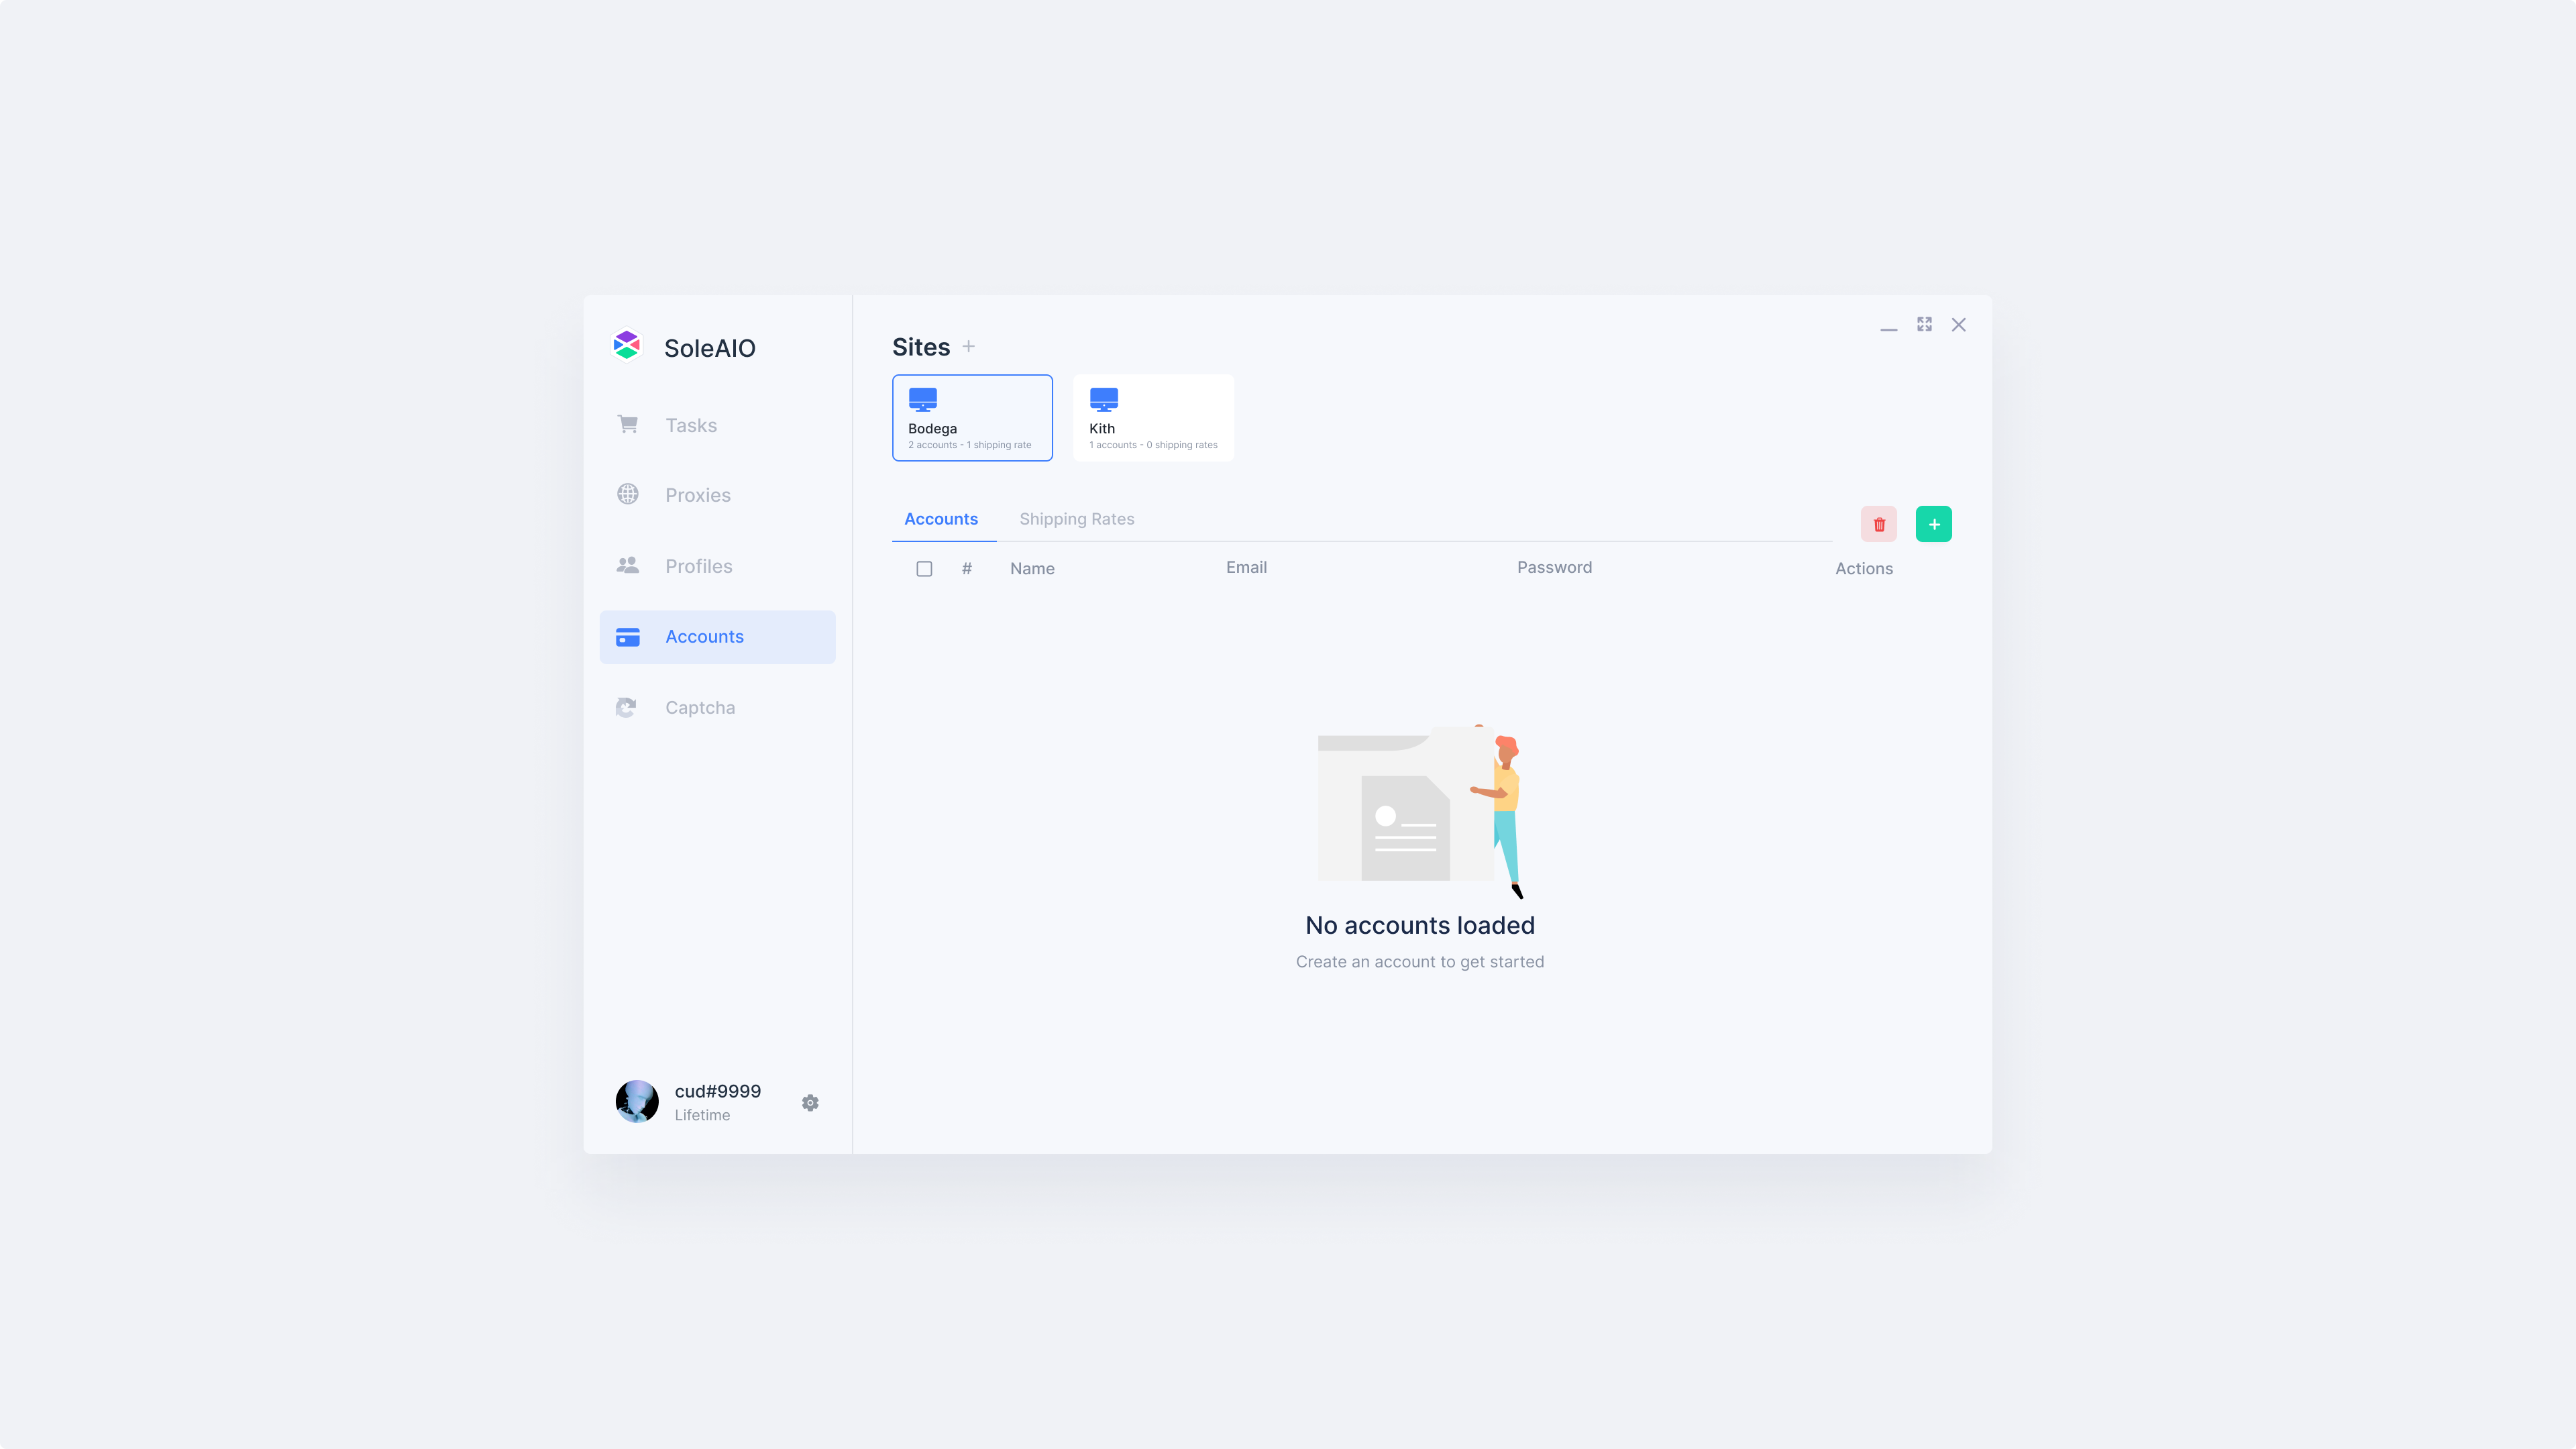 SoleAIO
Tasks
Proxies
Profiles
Accounts
Captcha
cud#9999
Lifetime
Sites +
Bodega
2 accounts - 1 shipping rate
Kith
1 accounts - 0 shipping rates
Accounts Shipping Rates
# Name Email Password Actions
No accounts loaded
Create an account to get started